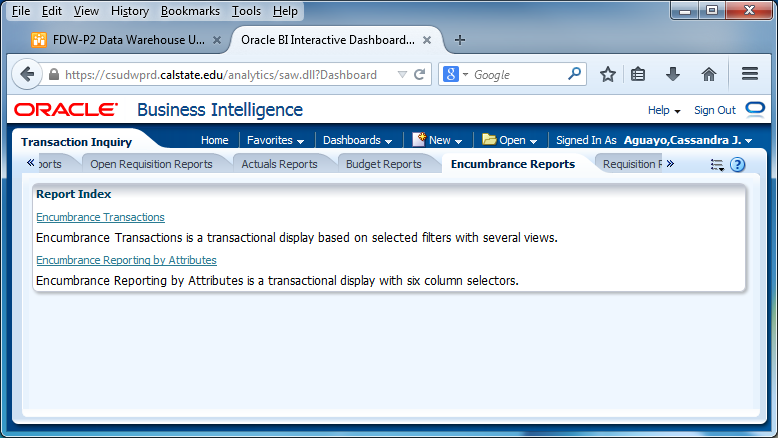 File Edit View History Bookmarks Tools Help
FDW-P2 Data Warehouse U... × Oracle BI Interactive Dashboard... × +
https://csudwprd.calstate.edu/analytics/saw.dll?Dashboard Google
ORACLE Business Intelligence Help Sign Out
Transaction Inquiry Home Favorites Dashboards New Open Signed In As Aguayo,Cassandra J.
« orts Open Requisition Reports Actuals Reports Budget Reports Encumbrance Reports Requisition »
Report Index
Encumbrance Transactions
Encumbrance Transactions is a transactional display based on selected filters with several views.
Encumbrance Reporting by Attributes
Encumbrance Reporting by Attributes is a transactional display with six column selectors.